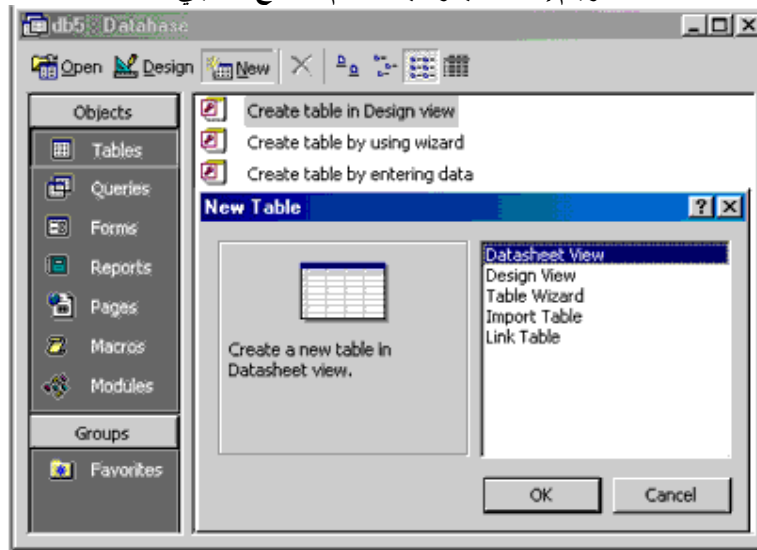 db5 : Database
Open Design New
Objects
Tables
Queries
Forms
Reports
Pages
Macros
Modules
Groups
Favorites
Create table in Design view
Create table by using wizard
Create table by entering data
New Table
Create a new table in
Datasheet view.
Datasheet View
Design View
Table Wizard
Import Table
Link Table
OK Cancel